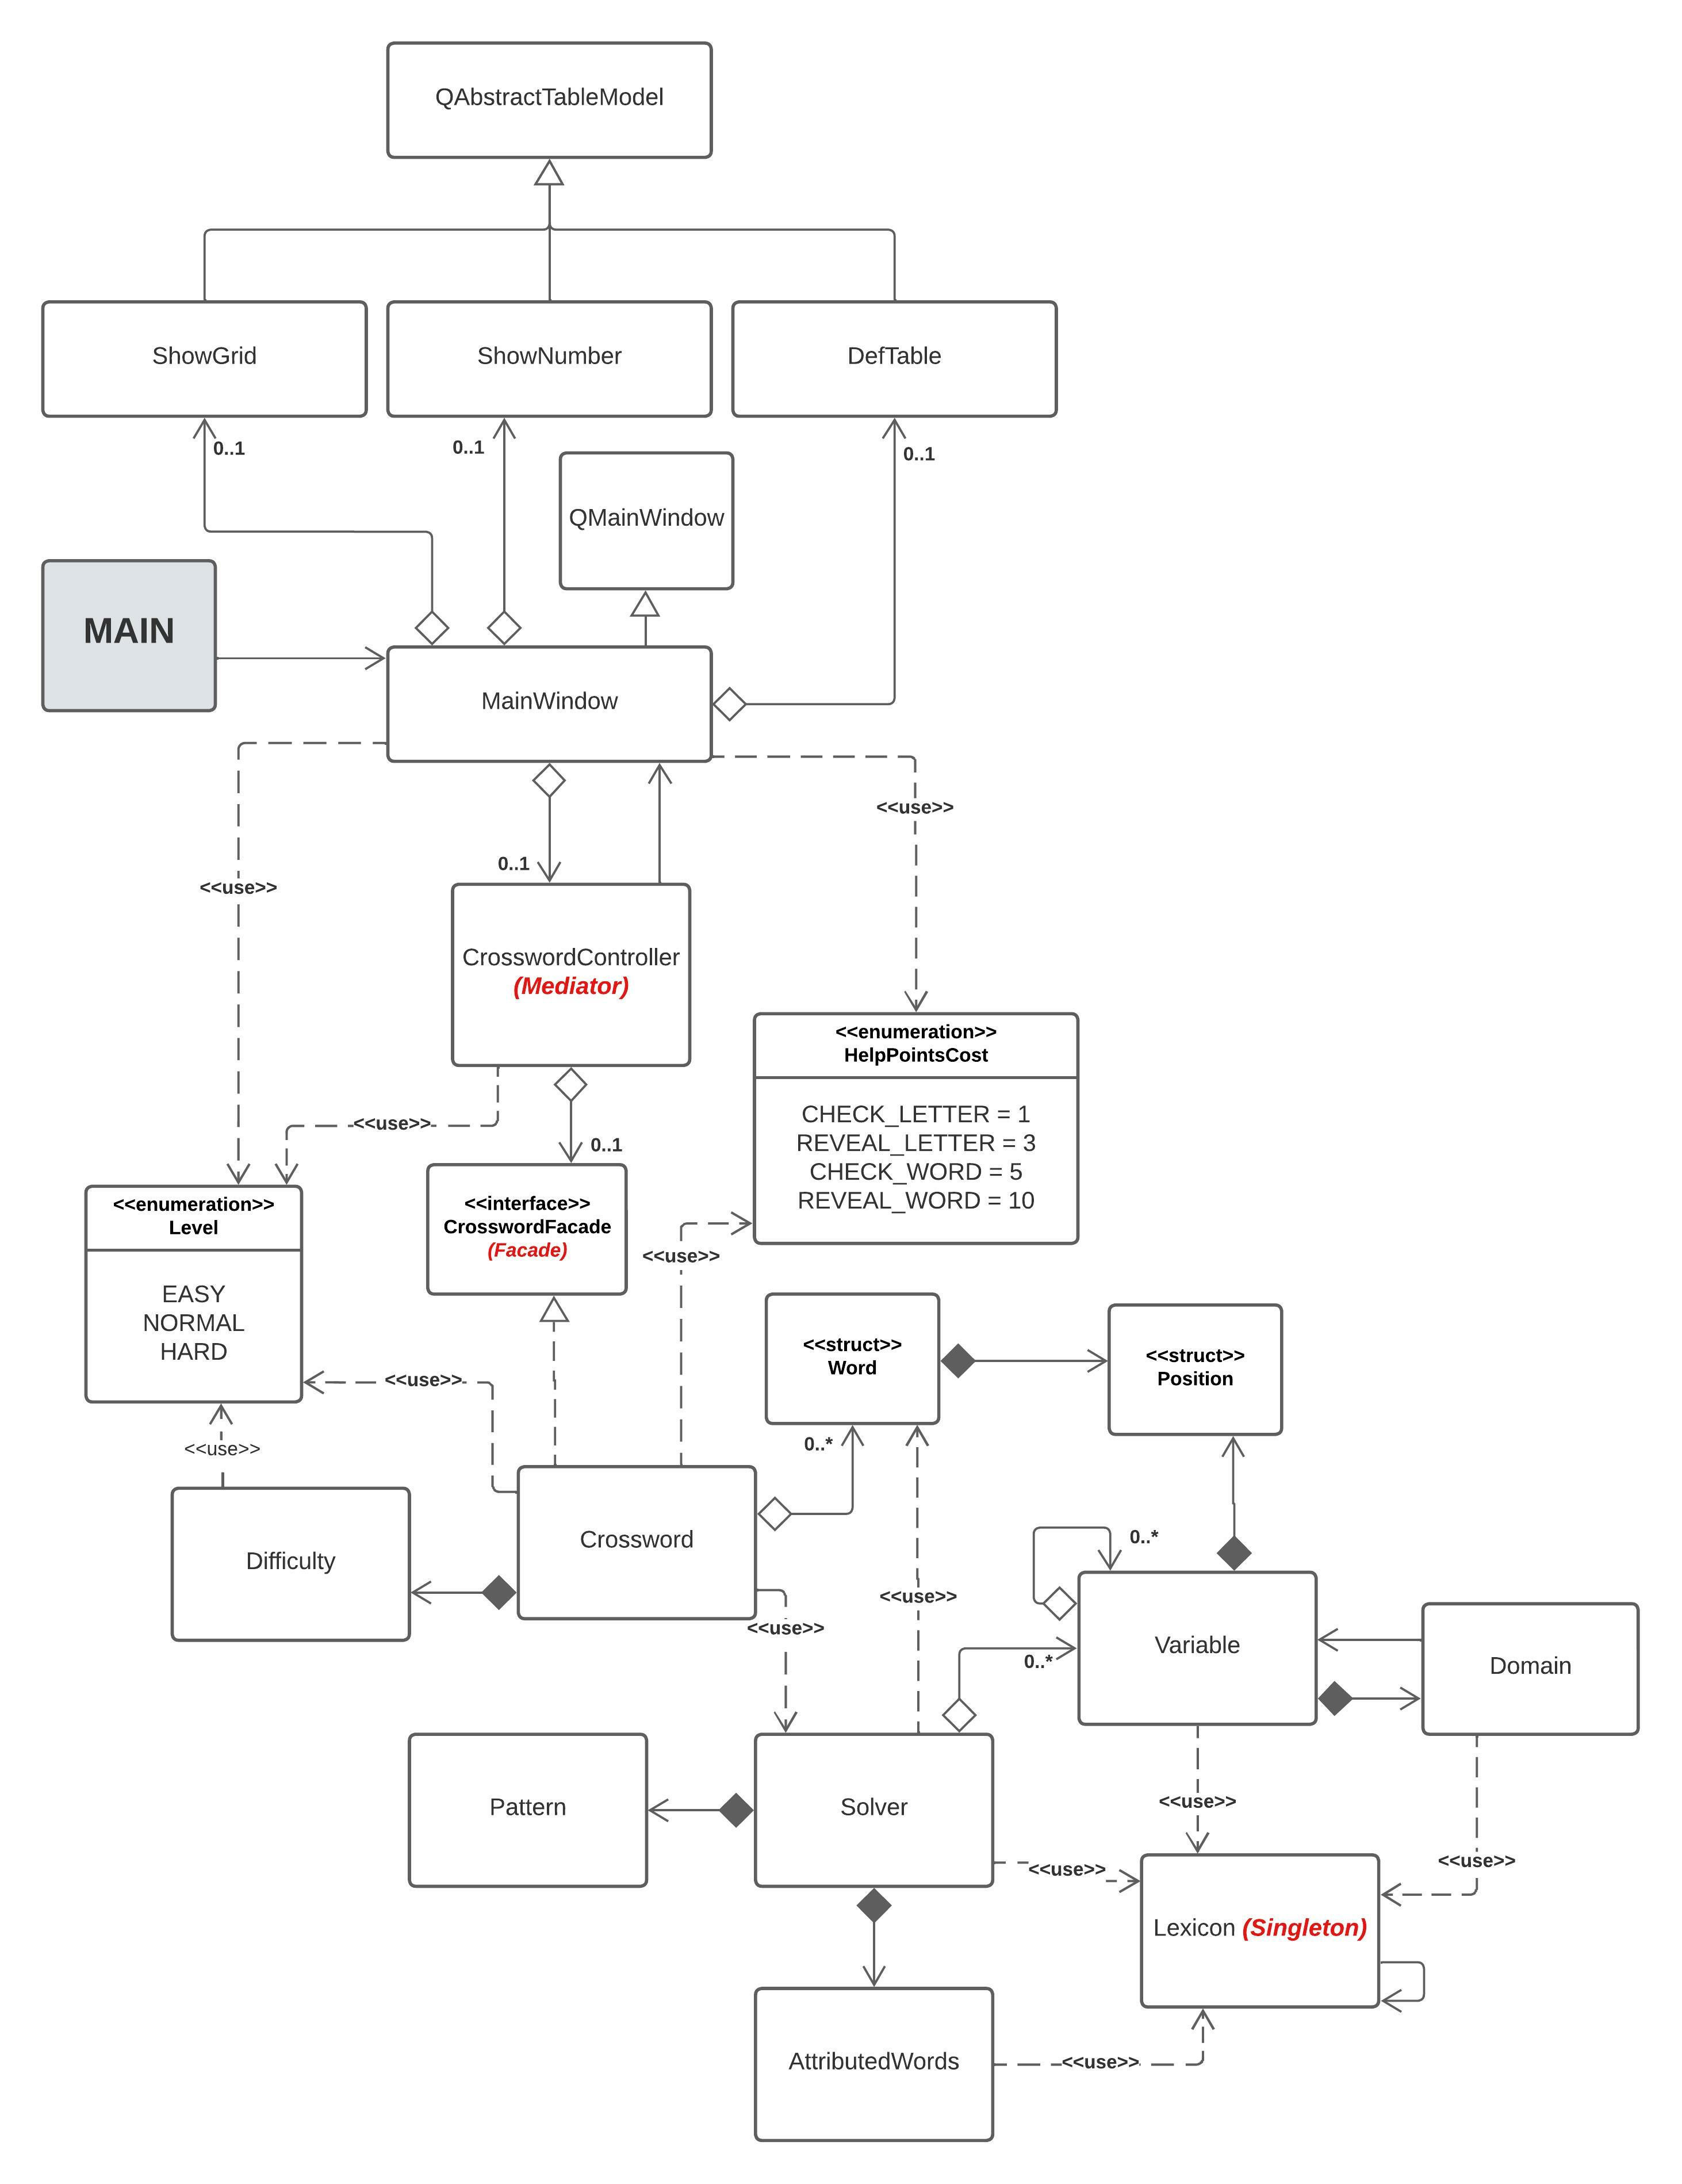 QAbstractTableModel
ShowGrid
ShowNumber
DefTable
0..1
0..1
0..1
QMainWindow
MAIN
MainWindow
<<use>>
<<use>>
0..1
CrosswordController
(Mediator)
<<enumeration>>
HelpPointsCost
CHECK_LETTER = 1
REVEAL_LETTER = 3
CHECK_WORD = 5
REVEAL_WORD = 10
<<use>>
0..1
<<enumeration>>
Level
EASY
NORMAL
HARD
<<interface>>
CrosswordFacade
(Facade)
<<use>>
<<struct>>
Word
<<struct>>
Position
<<use>>
<<use>>
0..*
Difficulty
Crossword
0..*
<<use>>
<<use>>
0..*
Variable
Domain
Pattern
Solver
<<use>>
<<use>>
<<use>>
Lexicon (Singleton)
AttributedWords
<<use>>